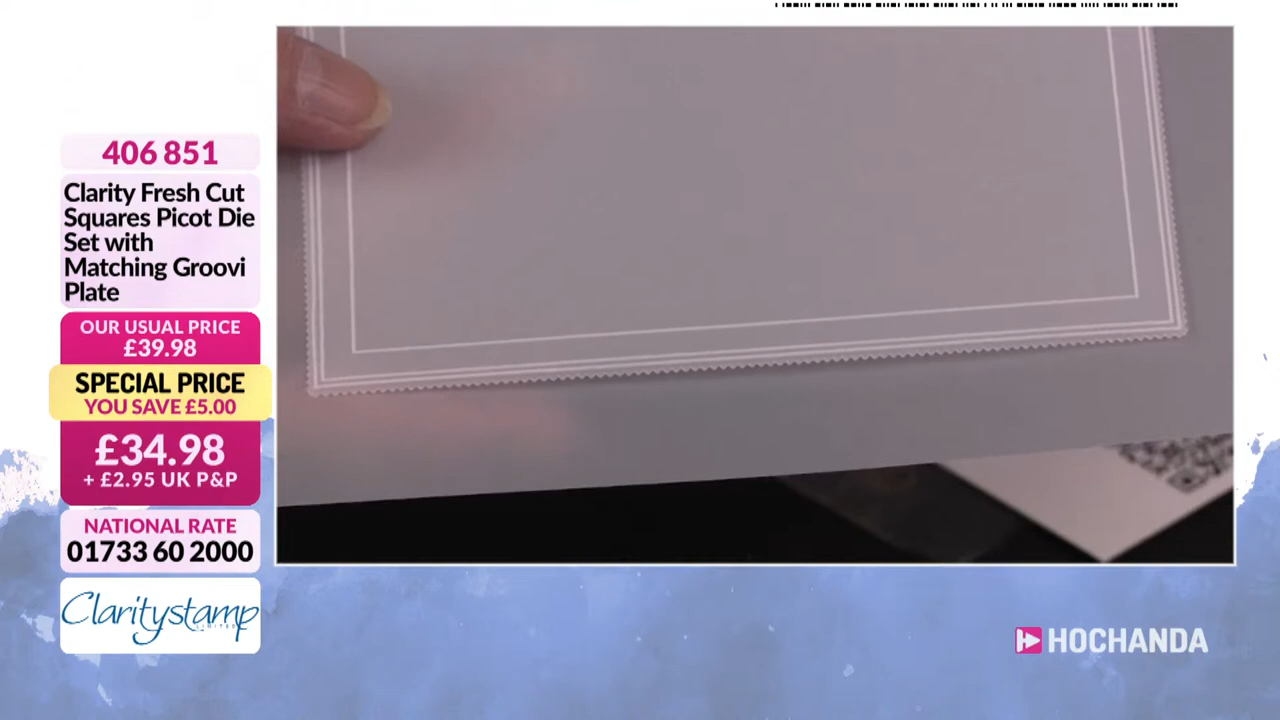 406 851
Clarity Fresh Cut
Squares Picot Die
Set with
Matching Groovi
Plate
OUR USUAL PRICE
£39.98
SPECIAL PRICE
YOU SAVE £5.00
£34.98
+ £2.95 UK P&P
NATIONAL RATE
01733 60 2000
Claritystamp
LIMITED
HOCHANDA